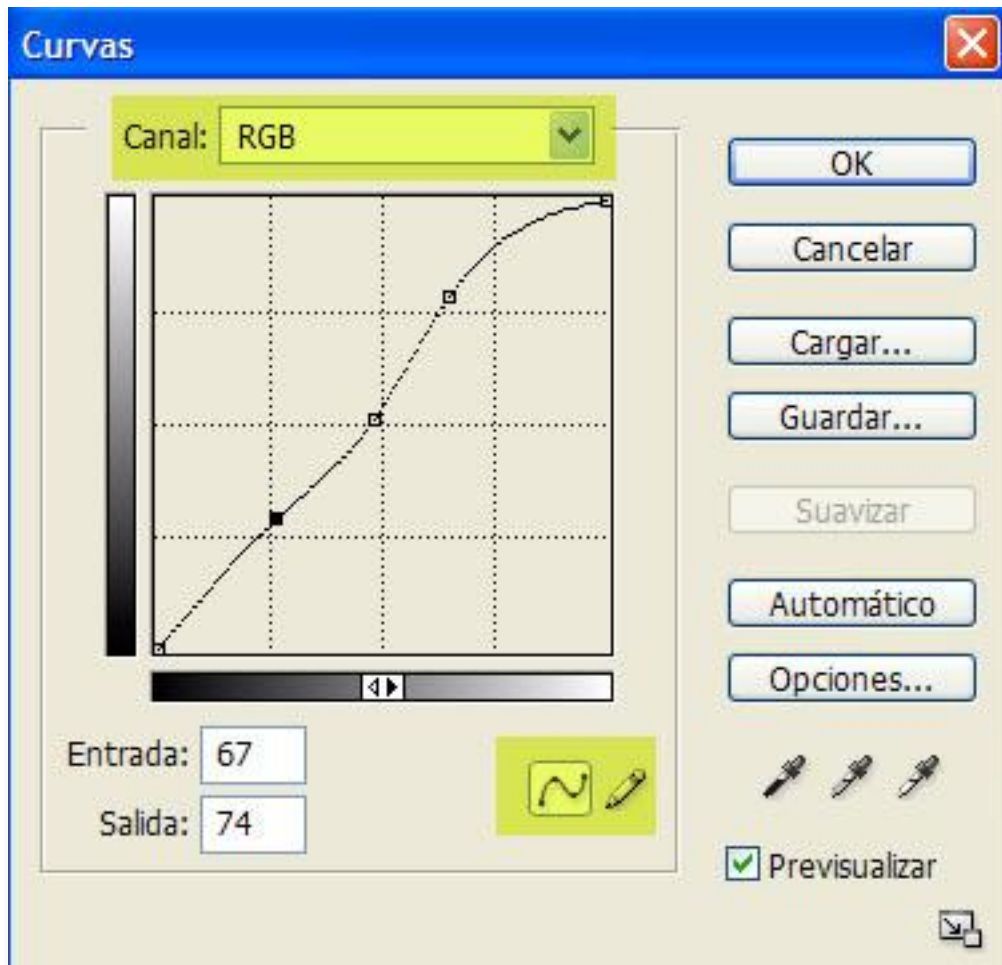 Curvas
Canal: RGB
OK
Cancelar
Cargar...
Guardar...
Suavizar
Automático
Opciones...
Entrada: 67
Salida: 74
Previsualizar